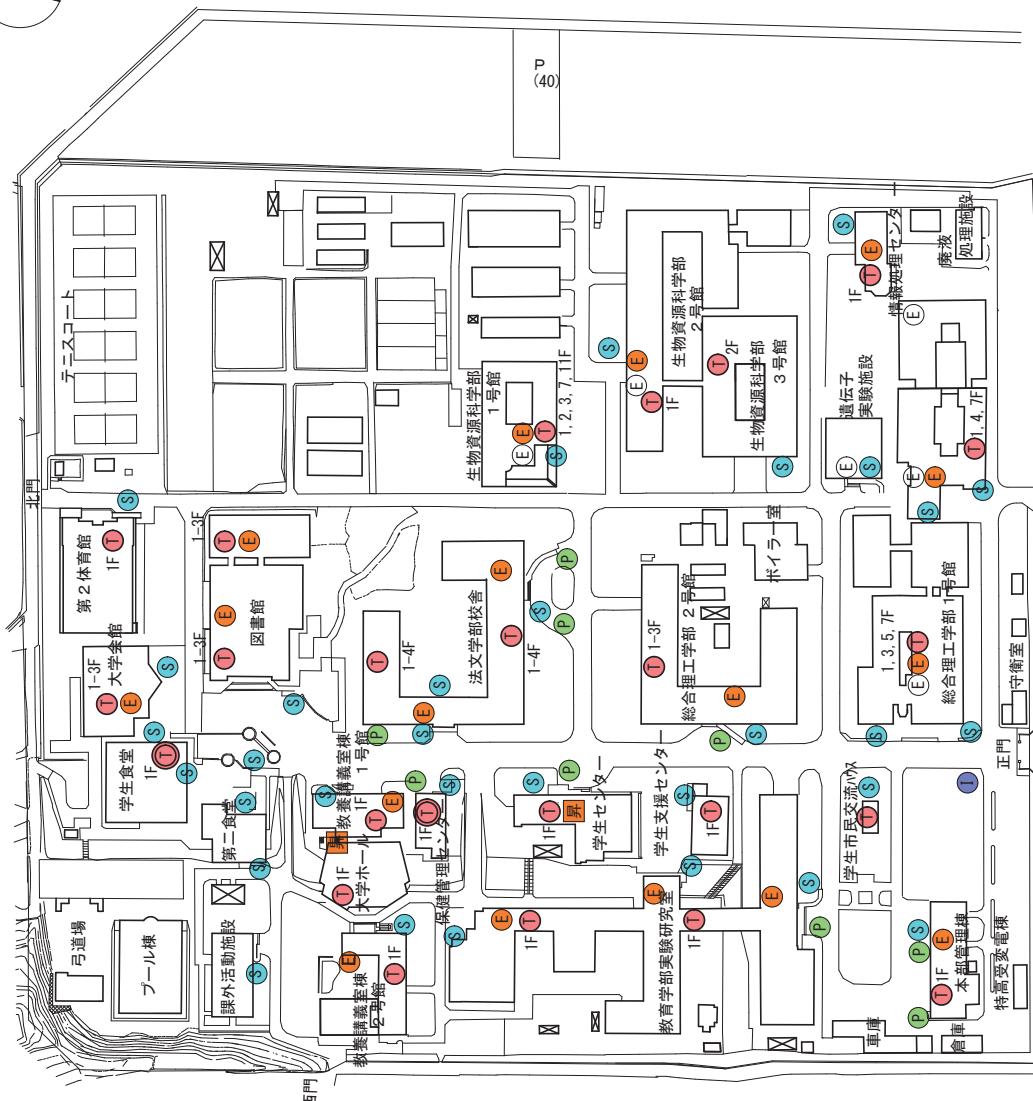 P
(40)
テニスコート
北門
第２体育館
T
1F
S
1-3F
大学会館
T
E
S
1-3F
T
E
1-3F
T
E
図書館
S
学生食堂
1F
T
S
S
S
第二食堂
S
S
弓道場
プール棟
課外活動施設
S
生物資源科学部
１号館
E
E
T
S
1, 2, 3, 7, 11F
生物資源科学部
２号館
S
E
E
T
1F
T
2F
生物資源科学部
３号館
S
1-4F
T
法文学部校舎
S
E
P
S
E
T
1-4F
S
P
P
教養講義室棟
１号館
1F
T
E
S
昇
大学ホール
1F
T
P
S
1F
T
保健管理センター
S
教養講義室棟
２号館
E
T
1F
S
S
E
T
1F
S
P
1F
T
昇
学生センター
学生支援センター
S
1F
T
S
E
教育学部実験研究室
T
1F
E
S
P
1-3F
T
総合理工学部２号館
E
P
S
ボイラー室
S
E
T
1F
情報処理センター
廃液
処理施設
E
遺伝子
実験施設
E
S
T
1, 4, 7F
E
E
S
S
1, 3, 5, 7F
T
E
E
総合理工学部１号館
S
S
守衛室
正門
I
学生市民交流ハウス
S
T
P
S
E
T
1F
本部管理棟
P
特高受変電棟
車庫
倉庫